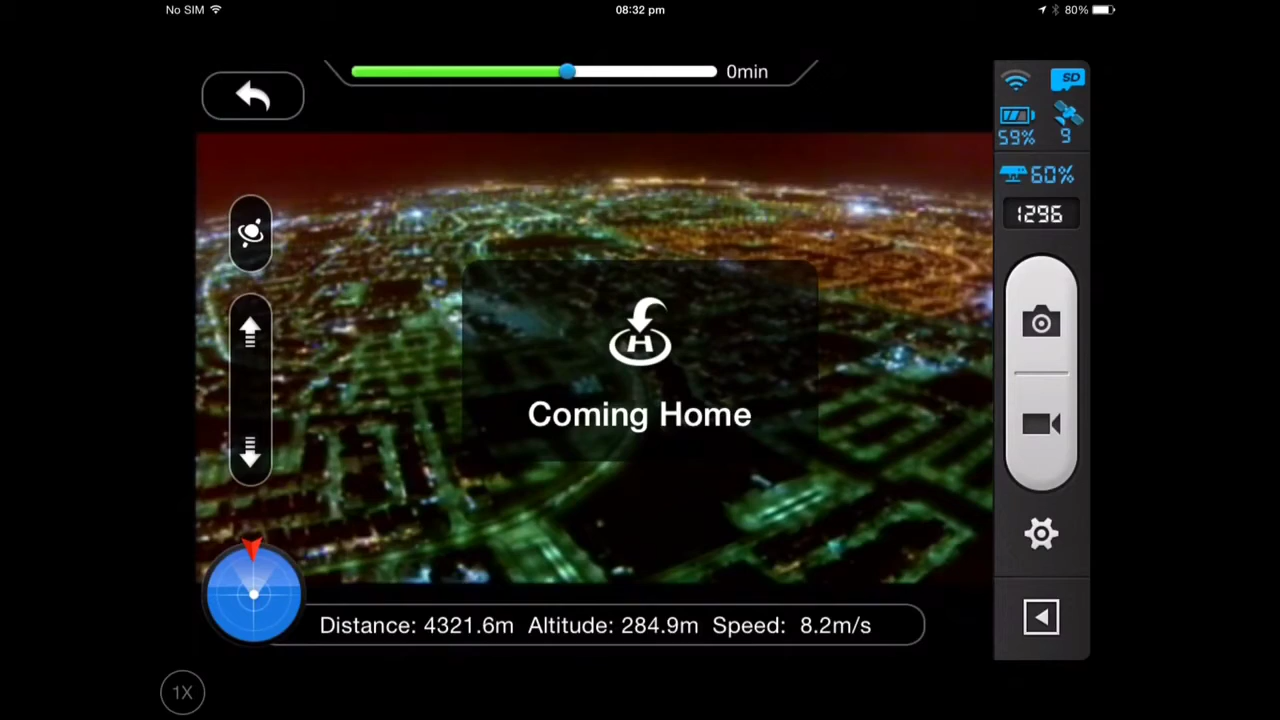 No SIM 08:32 pm 80%
0min
SD
59% 9
60%
1296
H
Coming Home
Distance: 4321.6m Altitude: 284.9m Speed: 8.2m/s
1X